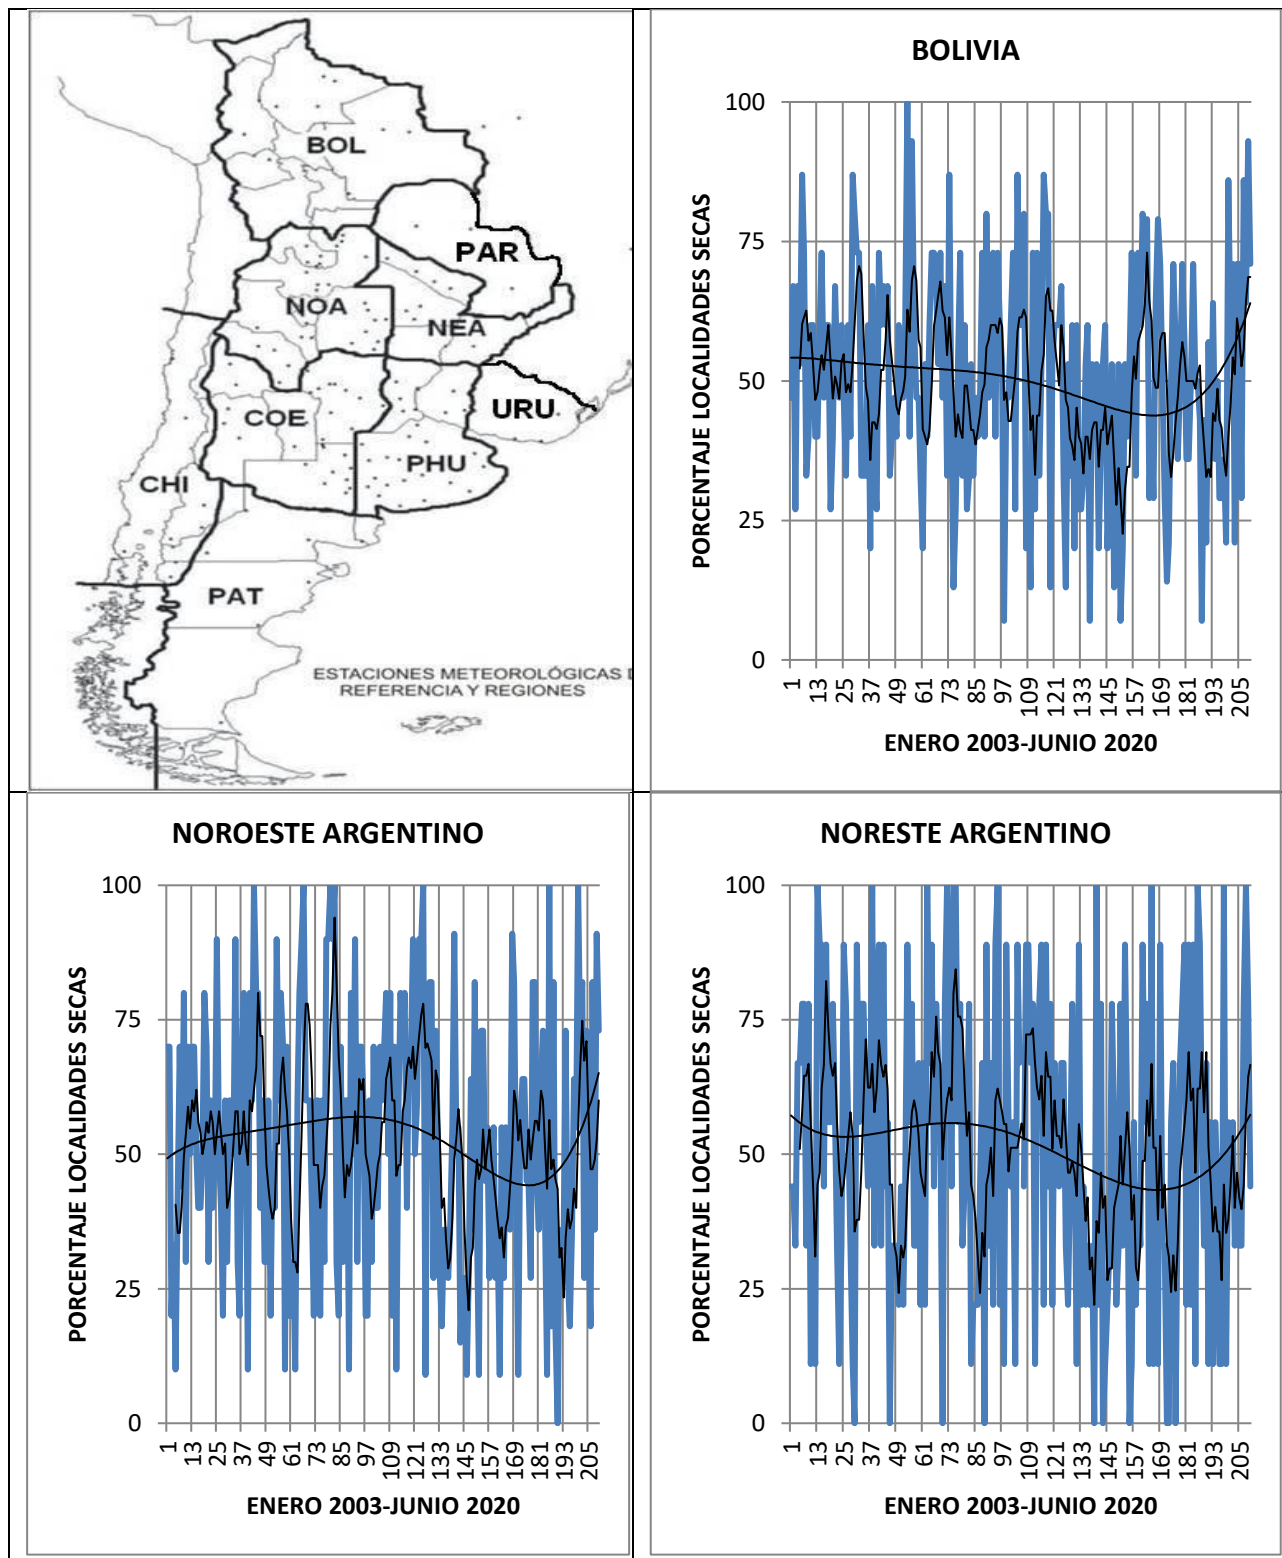 BOL
PAR
NOA
NEA
COE
URU
PHU
CHI
PAT
ESTACIONES METEOROLÓGICAS D
REFERENCIA Y REGIONES
BOLIVIA
PORCENTAJE LOCALIDADES SECAS
100
75
50
25
0
1 13 25 37 49 61 73 85 97 109 121 133 145 157 169 181 193 205
ENERO 2003-JUNIO 2020
NOROESTE ARGENTINO
PORCENTAJE LOCALIDADES SECAS
100
75
50
25
0
1 13 25 37 49 61 73 85 97 109 121 133 145 157 169 181 193 205
ENERO 2003-JUNIO 2020
NORESTE ARGENTINO
PORCENTAJE LOCALIDADES SECAS
100
75
50
25
0
1 13 25 37 49 61 73 85 97 109 121 133 145 157 169 181 193 205
ENERO 2003-JUNIO 2020